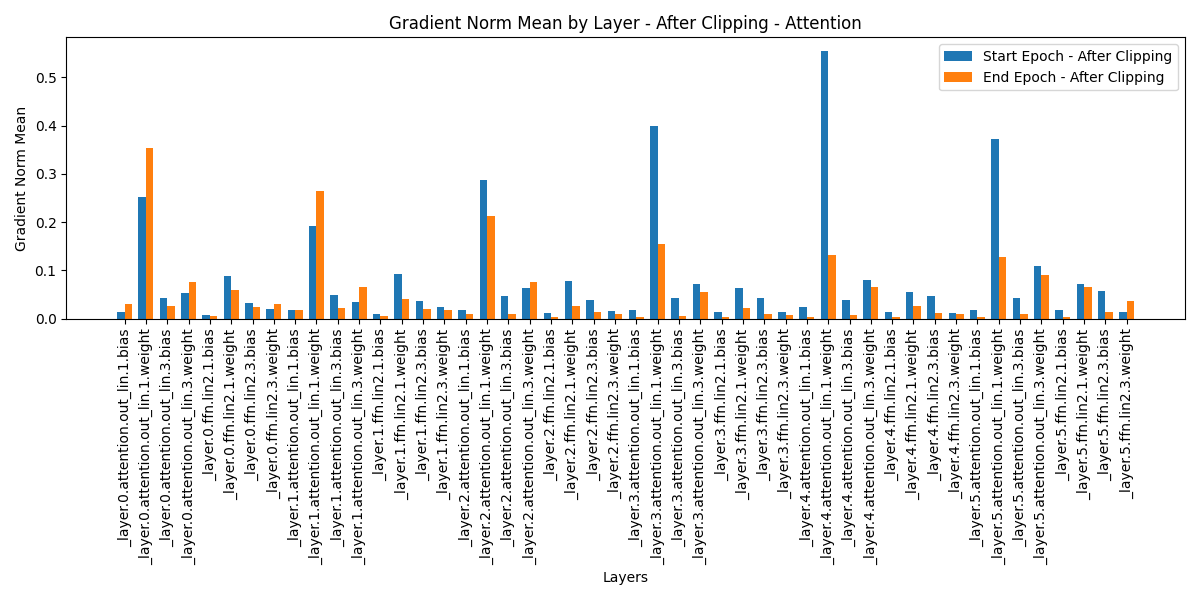 Gradient Norm Mean by Layer - After Clipping - Attention
Start Epoch - After Clipping
End Epoch - After Clipping
Gradient Norm Mean
0.5
0.4
0.3
0.2
0.1
0.0
_layer.0.attention.out_lin.1.bias
_layer.0.attention.out_lin.1.weight
_layer.0.attention.out_lin.3.bias
_layer.0.attention.out_lin.3.weight
_layer.0.ffn.lin2.1.bias
_layer.0.ffn.lin2.1.weight
_layer.0.ffn.lin2.3.bias
_layer.0.ffn.lin2.3.weight
_layer.1.attention.out_lin.1.bias
_layer.1.attention.out_lin.1.weight
_layer.1.attention.out_lin.3.bias
_layer.1.attention.out_lin.3.weight
_layer.1.ffn.lin2.1.bias
_layer.1.ffn.lin2.1.weight
_layer.1.ffn.lin2.3.bias
_layer.1.ffn.lin2.3.weight
_layer.2.attention.out_lin.1.bias
_layer.2.attention.out_lin.1.weight
_layer.2.attention.out_lin.3.bias
_layer.2.attention.out_lin.3.weight
_layer.2.ffn.lin2.1.bias
_layer.2.ffn.lin2.1.weight
_layer.2.ffn.lin2.3.bias
_layer.2.ffn.lin2.3.weight
_layer.3.attention.out_lin.1.bias
_layer.3.attention.out_lin.1.weight
_layer.3.attention.out_lin.3.bias
_layer.3.attention.out_lin.3.weight
_layer.3.ffn.lin2.1.bias
_layer.3.ffn.lin2.1.weight
_layer.3.ffn.lin2.3.bias
_layer.3.ffn.lin2.3.weight
_layer.4.attention.out_lin.1.bias
_layer.4.attention.out_lin.1.weight
_layer.4.attention.out_lin.3.bias
_layer.4.attention.out_lin.3.weight
_layer.4.ffn.lin2.1.bias
_layer.4.ffn.lin2.1.weight
_layer.4.ffn.lin2.3.bias
_layer.4.ffn.lin2.3.weight
_layer.5.attention.out_lin.1.bias
_layer.5.attention.out_lin.1.weight
_layer.5.attention.out_lin.3.bias
_layer.5.attention.out_lin.3.weight
_layer.5.ffn.lin2.1.bias
_layer.5.ffn.lin2.1.weight
_layer.5.ffn.lin2.3.bias
_layer.5.ffn.lin2.3.weight
Layers